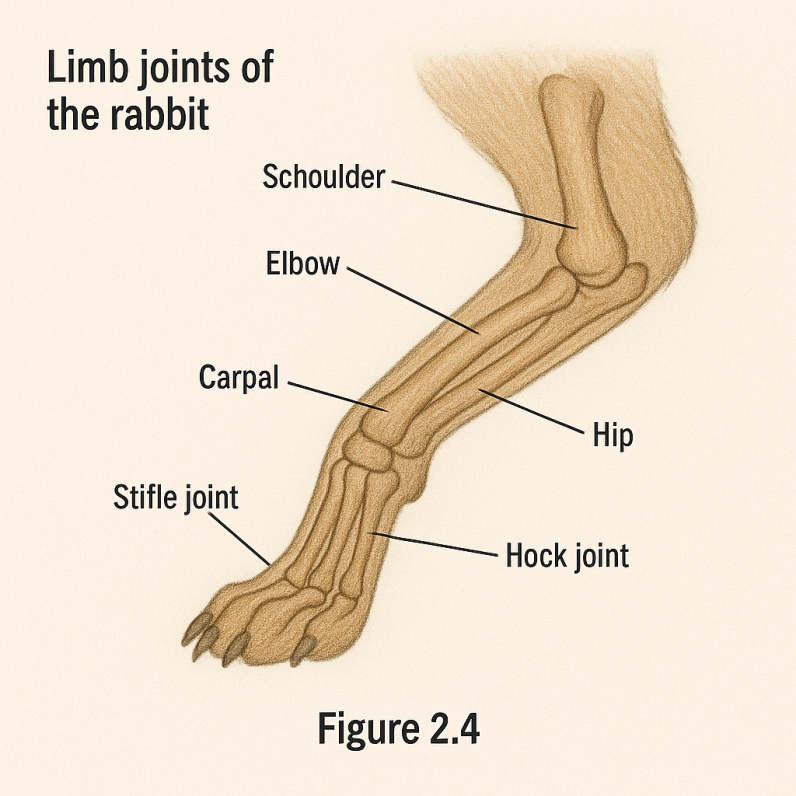 Limb joints of
the rabbit
Schoulder
Elbow
Carpal
Hip
Stifle joint
Hock joint
Figure 2.4